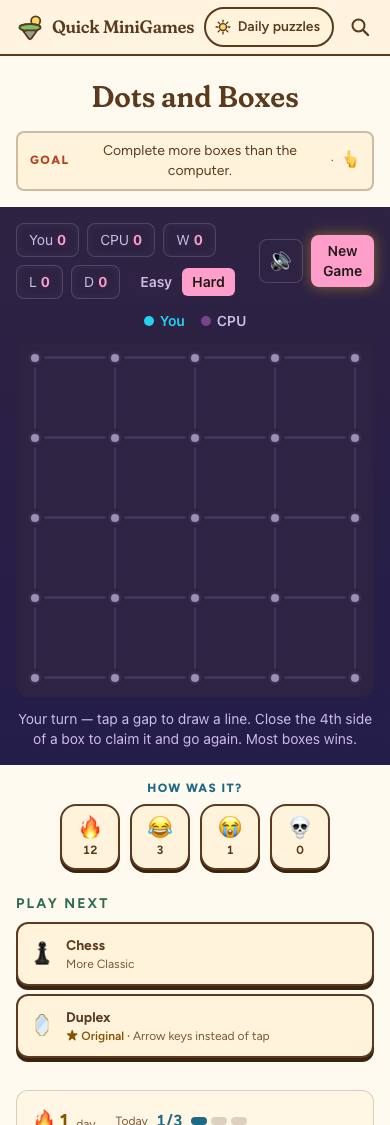 Quick MiniGames
Daily puzzles
Dots and Boxes
GOAL
Complete more boxes than the
computer.
·
You 0
CPU 0
W 0
L 0
D 0
Easy
Hard
New
Game
You
CPU
Your turn — tap a gap to draw a line. Close the 4th side
of a box to claim it and go again. Most boxes wins.
HOW WAS IT?
12
3
1
0
PLAY NEXT
Chess
More Classic
Duplex
Original · Arrow keys instead of tap
1 day
Today 1/3